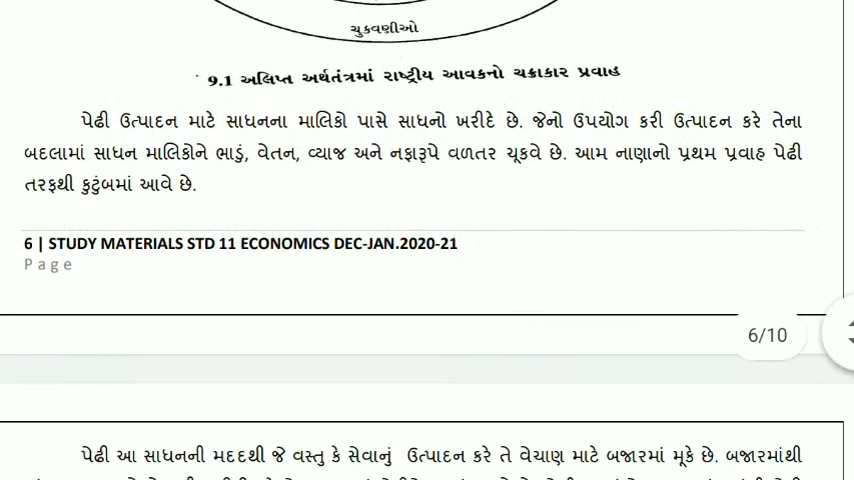 ચુકવણીઓ
9.1 અલિપ્ત અર્થતંત્રમાં રાષ્ટ્રીય આવકનો ચક્રાકાર પ્રવાહ
પેઢી ઉત્પાદન માટે સાધનના માલિકો પાસે સાધનો ખરીદે છે. જેનો ઉપયોગ કરી ઉત્પાદન કરે તેના
બદલામાં સાધન માલિકોને ભાડું, વેતન, વ્યાજ અને નફારૂપે વળતર ચૂકવે છે. આમ નાણાનો પ્રથમ પ્રવાહ પેઢી
તરફથી કુટુંબમાં આવે છે.
6 | STUDY MATERIALS STD 11 ECONOMICS DEC-JAN.2020-21
Page
6/10
પેઢી આ સાધનની મદદથી જે વસ્તુ કે સેવાનું ઉત્પાદન કરે તે વેચાણ માટે બજારમાં મૂકે છે. બજારમાંથી